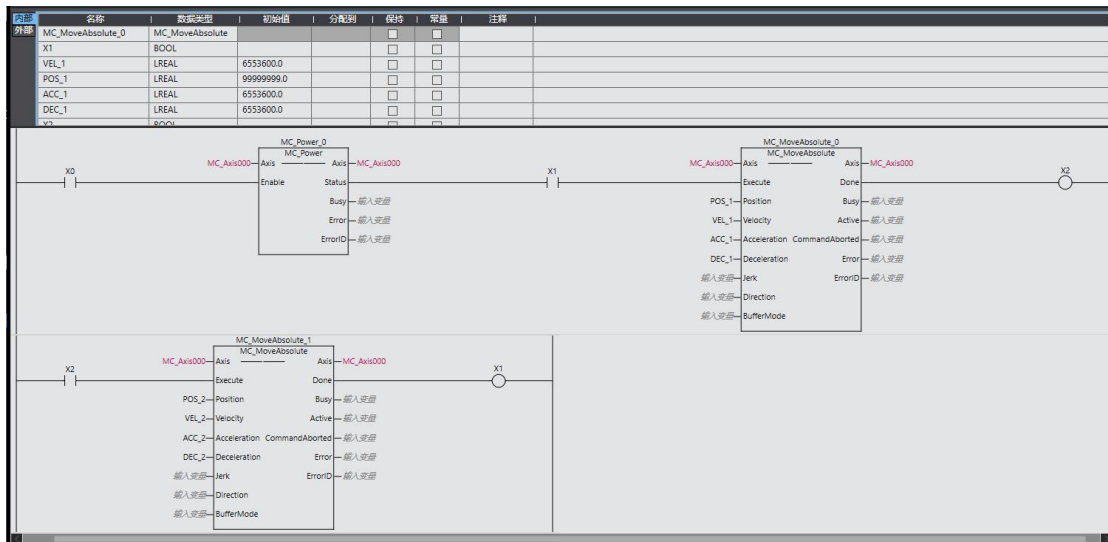 内部 名称 数据类型 初始值 分配到 保持 常量 注释
外部 MC_MoveAbsolute_0 MC_MoveAbsolute
X1 BOOL
VEL_1 LREAL 6553600.0
POS_1 LREAL 99999999.0
ACC_1 LREAL 6553600.0
DEC_1 LREAL 6553600.0
X2 BOOL
MC_Power_0 MC_MoveAbsolute_0
MC_Power MC_MoveAbsolute
MC_Axis000 Axis Axis MC_Axis000 MC_Axis000 Axis Axis MC_Axis000
X0 X1 X2
Enable Status Execute Done
Busy 输入变量 POS_1 Position Busy 输入变量
Error 输入变量 VEL_1 Velocity Active 输入变量
ErrorID 输入变量 ACC_1 Acceleration CommandAborted 输入变量
DEC_1 Deceleration Error 输入变量
输入变量 Jerk ErrorID 输入变量
输入变量 Direction
输入变量 BufferMode
MC_MoveAbsolute_1
MC_MoveAbsolute
MC_Axis000 Axis Axis MC_Axis000
X2 X1
Execute Done
POS_2 Position Busy 输入变量
VEL_2 Velocity Active 输入变量
ACC_2 Acceleration CommandAborted 输入变量
DEC_2 Deceleration Error 输入变量
输入变量 Jerk ErrorID 输入变量
输入变量 Direction
输入变量 BufferMode